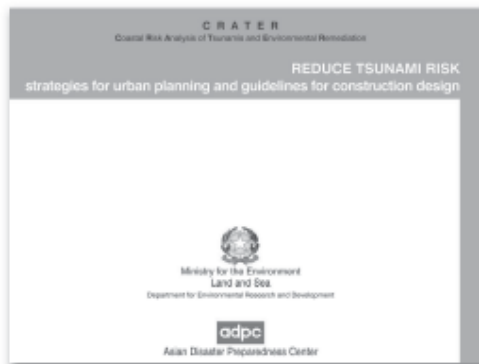 C R A T E R
Coastal Risk Analysis of Tsunamis and Environmental Remediation
REDUCE TSUNAMI RISK
strategies for urban planning and guidelines for construction design
Ministry for the Environment
Land and Sea
Department for Environmental Research and Development
adpc
Asian Disaster Preparedness Center